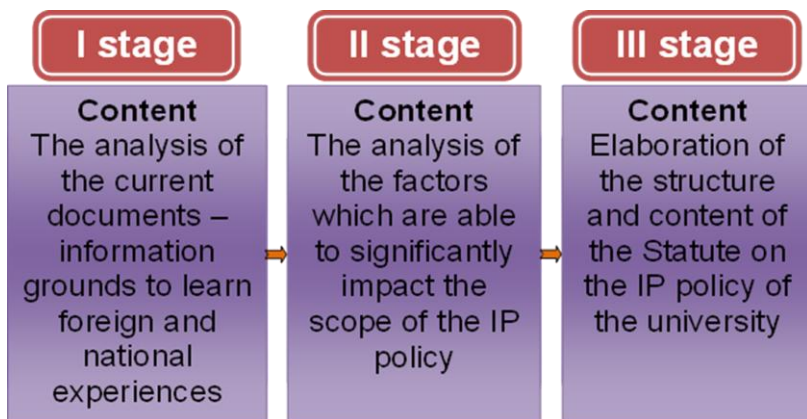 I stage
Content
The analysis of
the current
documents –
information
grounds to learn
foreign and
national
experiences
II stage
Content
The analysis of
the factors
which are able
to significantly
impact the
scope of the IP
policy
III stage
Content
Elaboration of
the structure
and content of
the Statute on
the IP policy of
the university